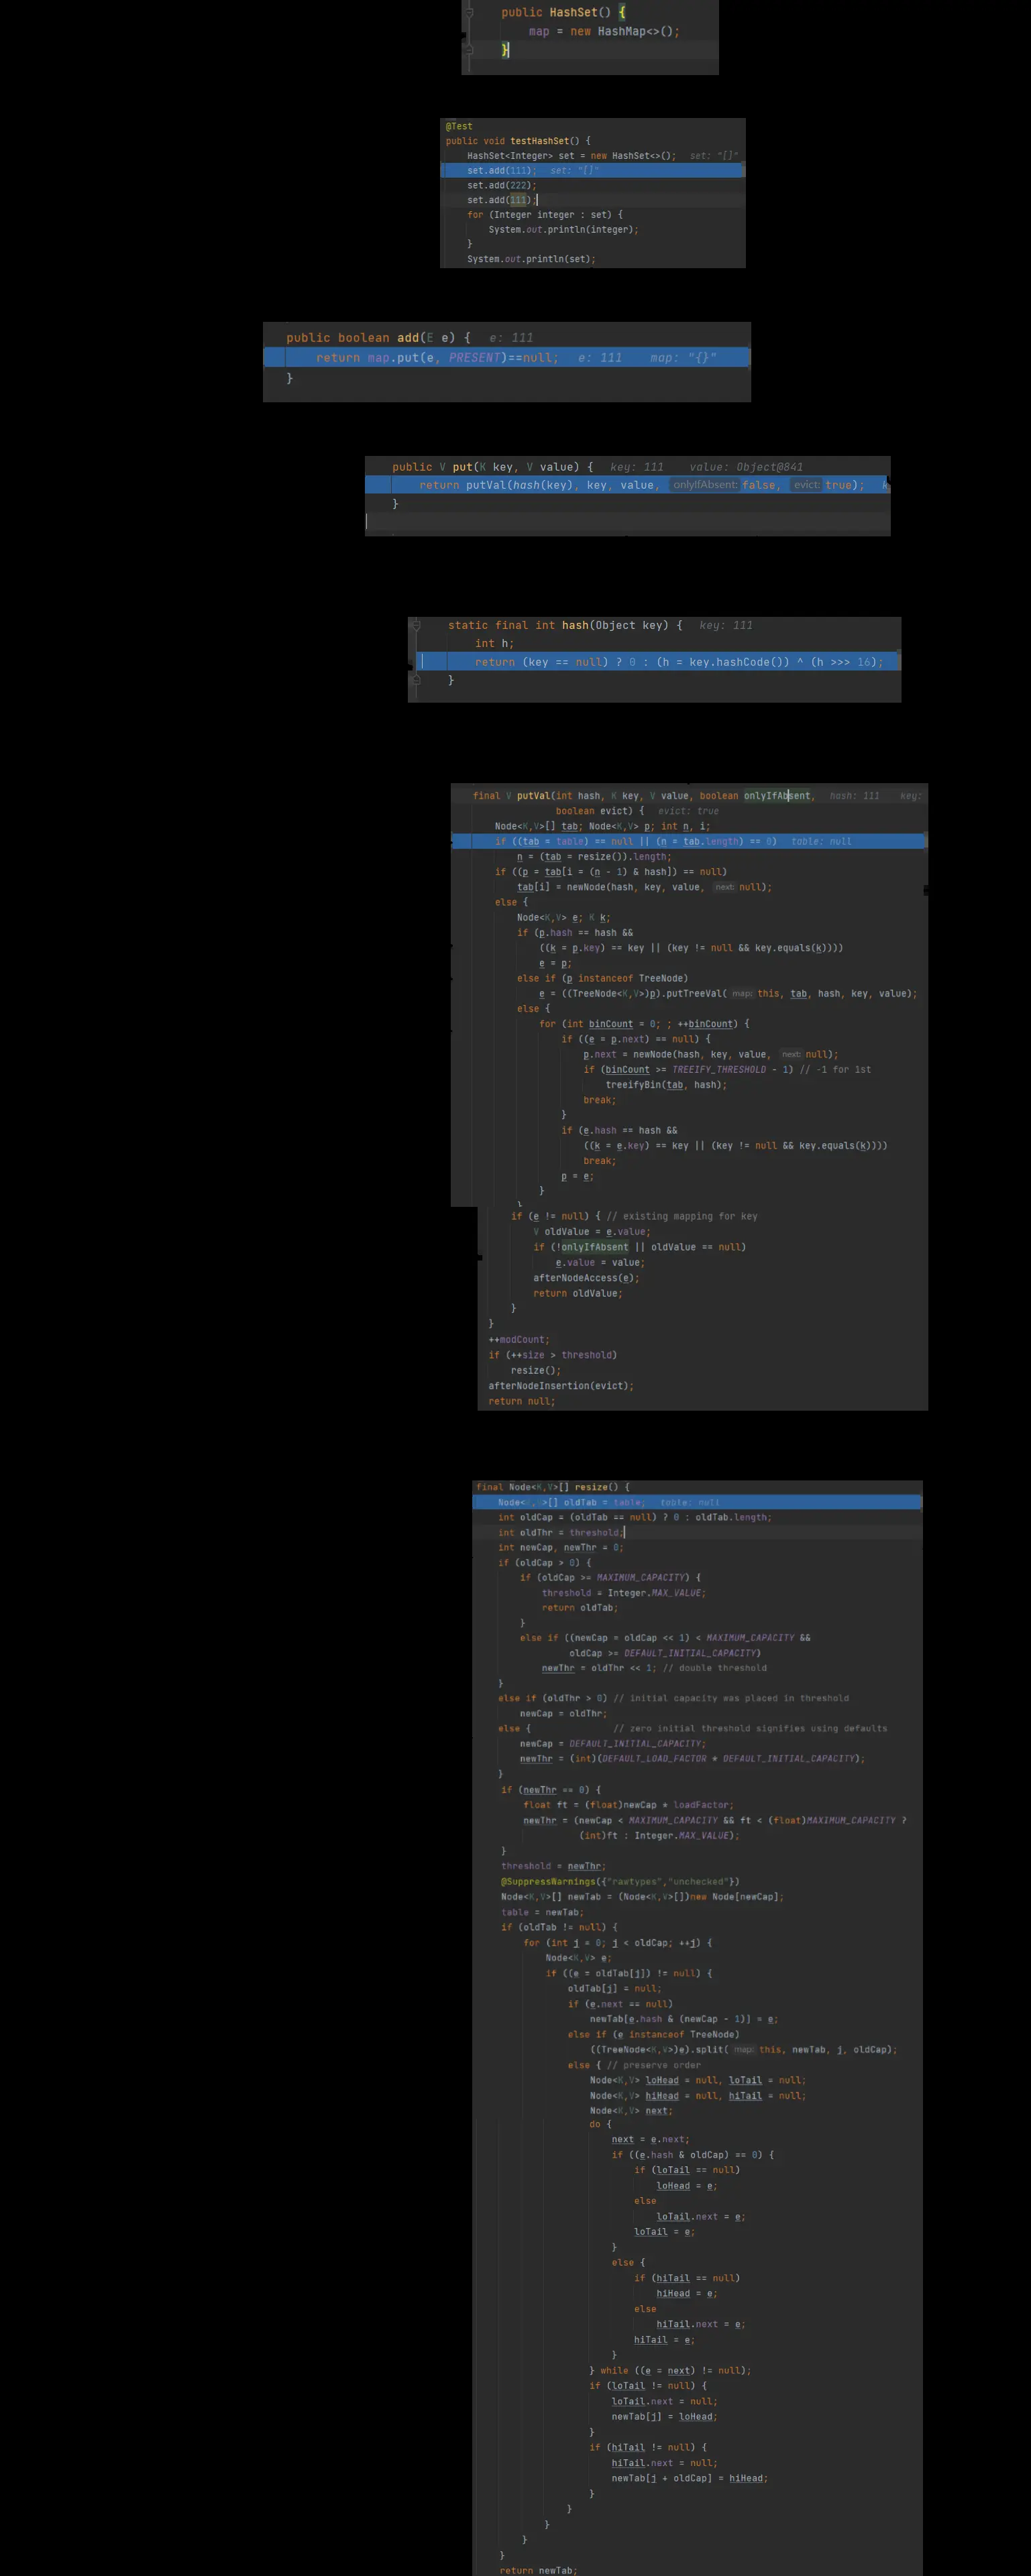 public HashSet() {
map = new HashMap<>();
}
@Test
public void testHashSet() {
HashSet<Integer> set = new HashSet<>(); set: "[]"
set.add(111); set: "[]"
set.add(222);
set.add(111);
for (Integer integer : set) {
System.out.println(integer);
}
System.out.println(set);
public boolean add(E e) { e: 111
return map.put(e, PRESENT)==null; e: 111 map: "{}"
}
public V put(K key, V value) { key: 111 value: Object@841
return putVal(hash(key), key, value, onlyIfAbsent: false, evict: true); k
}
static final int hash(Object key) { key: 111
int h;
return (key == null) ? 0 : (h = key.hashCode()) ^ (h >>> 16);
}
final V putVal(int hash, K key, V value, boolean onlyIfAbsent, hash: 111 key:
boolean evict) { evict: true
Node<K,V>[] tab; Node<K,V> p; int n, i;
if ((tab = table) == null || (n = tab.length) == 0) table: null
n = (tab = resize()).length;
if ((p = tab[i = (n - 1) & hash]) == null)
tab[i] = newNode(hash, key, value, next: null);
else {
Node<K,V> e; K k;
if (p.hash == hash &&
((k = p.key) == key || (key != null && key.equals(k))))
e = p;
else if (p instanceof TreeNode)
e = ((TreeNode<K,V>)p).putTreeVal( map: this, tab, hash, key, value);
else {
for (int binCount = 0; ; ++binCount) {
if ((e = p.next) == null) {
p.next = newNode(hash, key, value, next: null);
if (binCount >= TREEIFY_THRESHOLD - 1) // -1 for 1st
treeifyBin(tab, hash);
break;
}
if (e.hash == hash &&
((k = e.key) == key || (key != null && key.equals(k))))
break;
p = e;
}
}
if (e != null) { // existing mapping for key
V oldValue = e.value;
if (!onlyIfAbsent || oldValue == null)
e.value = value;
afterNodeAccess(e);
return oldValue;
}
}
++modCount;
if (++size > threshold)
resize();
afterNodeInsertion(evict);
return null;
final Node<K,V>[] resize() {
Node<K,V>[] oldTab = table; table: null
int oldCap = (oldTab == null) ? 0 : oldTab.length;
int oldThr = threshold;
int newCap, newThr = 0;
if (oldCap > 0) {
if (oldCap >= MAXIMUM_CAPACITY) {
threshold = Integer.MAX_VALUE;
return oldTab;
}
else if ((newCap = oldCap << 1) < MAXIMUM_CAPACITY &&
oldCap >= DEFAULT_INITIAL_CAPACITY)
newThr = oldThr << 1; // double threshold
}
else if (oldThr > 0) // initial capacity was placed in threshold
newCap = oldThr;
else { // zero initial threshold signifies using defaults
newCap = DEFAULT_INITIAL_CAPACITY;
newThr = (int)(DEFAULT_LOAD_FACTOR * DEFAULT_INITIAL_CAPACITY);
}
if (newThr == 0) {
float ft = (float)newCap * loadFactor;
newThr = (newCap < MAXIMUM_CAPACITY && ft < (float)MAXIMUM_CAPACITY ?
(int)ft : Integer.MAX_VALUE);
}
threshold = newThr;
@SuppressWarnings({"rawtypes","unchecked"})
Node<K,V>[] newTab = (Node<K,V>[])new Node[newCap];
table = newTab;
if (oldTab != null) {
for (int j = 0; j < oldCap; ++j) {
Node<K,V> e;
if ((e = oldTab[j]) != null) {
oldTab[j] = null;
if (e.next == null)
newTab[e.hash & (newCap - 1)] = e;
else if (e instanceof TreeNode)
((TreeNode<K,V>)e).split( map: this, newTab, j, oldCap);
else { // preserve order
Node<K,V> loHead = null, loTail = null;
Node<K,V> hiHead = null, hiTail = null;
Node<K,V> next;
do {
next = e.next;
if ((e.hash & oldCap) == 0) {
if (loTail == null)
loHead = e;
else
loTail.next = e;
loTail = e;
}
else {
if (hiTail == null)
hiHead = e;
else
hiTail.next = e;
hiTail = e;
}
} while ((e = next) != null);
if (loTail != null) {
loTail.next = null;
newTab[j] = loHead;
}
if (hiTail != null) {
hiTail.next = null;
newTab[j + oldCap] = hiHead;
}
}
}
}
}
return newTab;